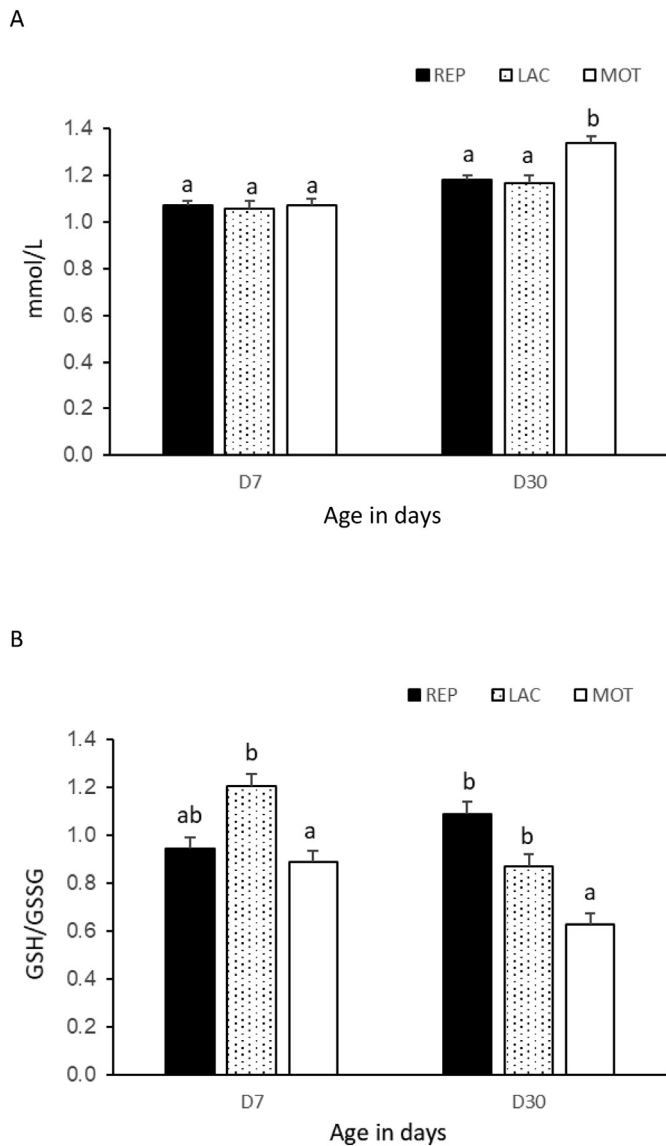 A
REP LAC MOT
1.4
1.2
1.0
0.8
0.6
0.4
0.2
0.0
mmol/L
a a a a a b
D7 D30
Age in days
B
REP LAC MOT
1.4
1.2
1.0
0.8
0.6
0.4
0.2
0.0
GSH/GSSG
ab b a b b a
D7 D30
Age in days